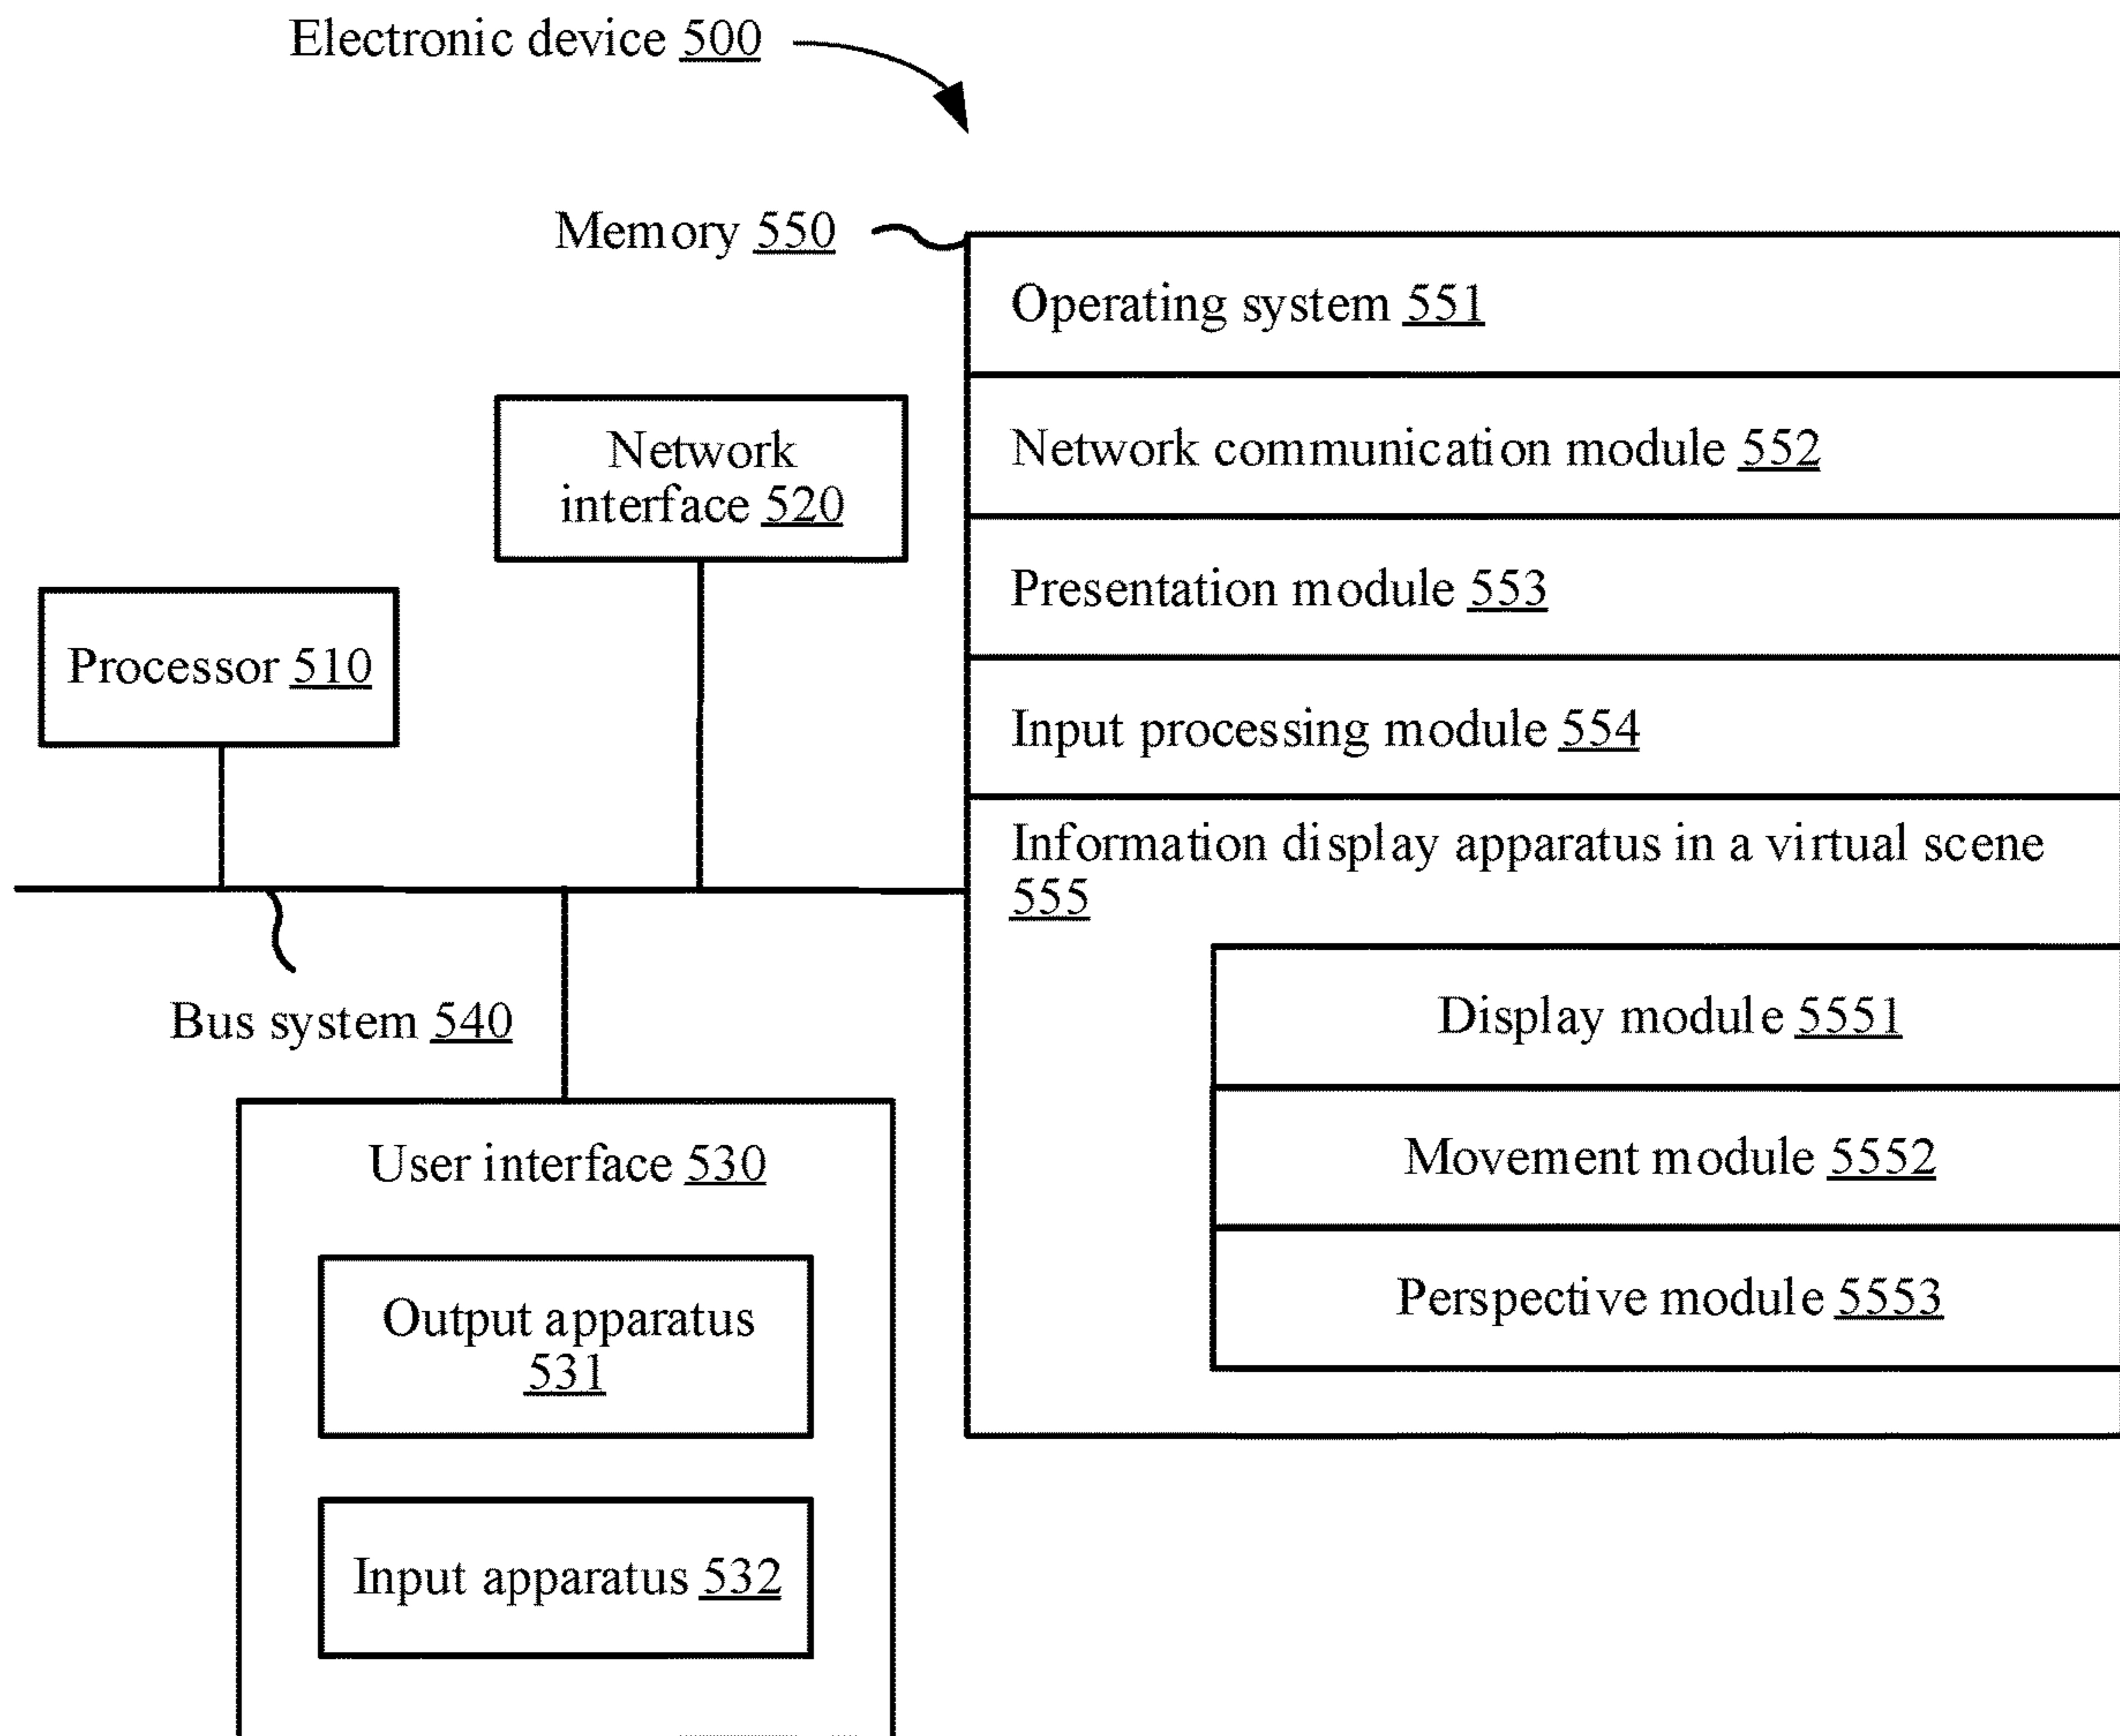 Electronic device 500
Memory 550
Operating system 551
Network communication module 552
Presentation module 553
Input processing module 554
Information display apparatus in a virtual scene
555
Display module 5551
Movement module 5552
Perspective module 5553
Network
interface 520
Processor 510
Bus system 540
User interface 530
Output apparatus
531
Input apparatus 532